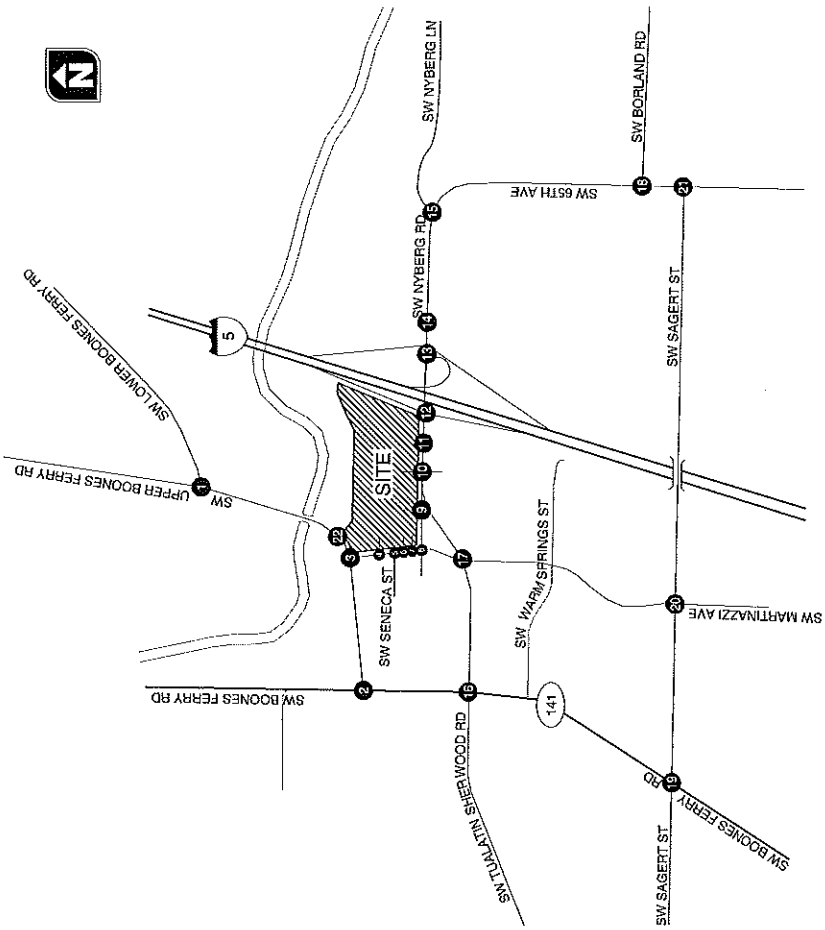 N
SW NYBERG LN
SW BORLAND RD
SW LOWER BOONES FERRY RD
SW 65TH AVE
18
21
15
SW NYBERG RD
5
14
13
SW SAGERT ST
SW
UPPER BOONES FERRY RD
1
12
11
10
SITE
9
22
3
4
5
6
7
8
17
SW SENECA ST
SW WARM SPRINGS ST
20
SW MARTINAZZI AVE
SW BOONES FERRY RD
2
16
141
SW TUALATIN SHERWOOD RD
19
SW BOONES FERRY
RD
SW SAGERT ST